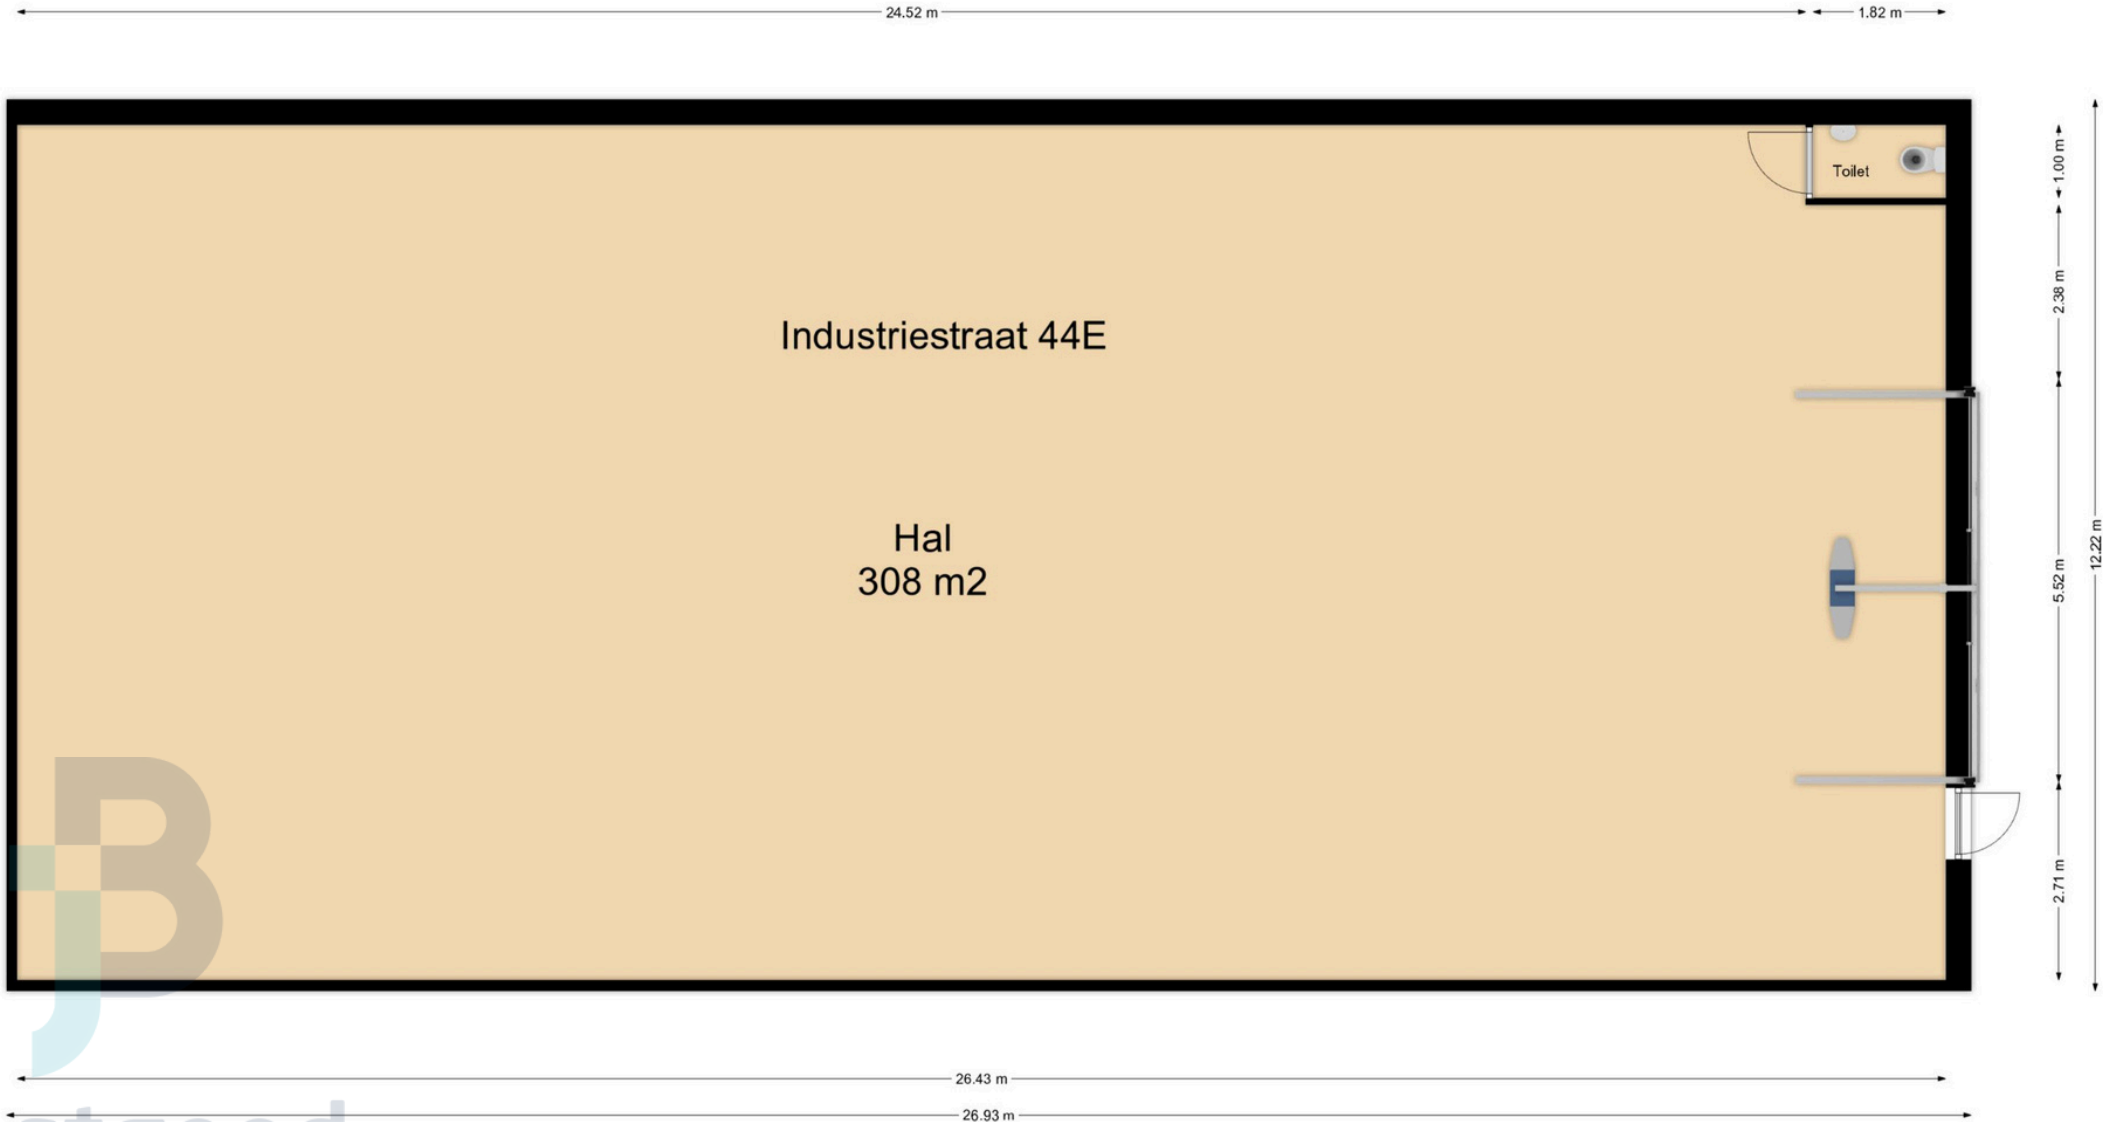 24.52 m
1.82 m
Toilet
1.00 m
2.38 m
Industriestraat 44E
Hal
308 m2
5.52 m
12.22 m
2.71 m
26.43 m
26.93 m